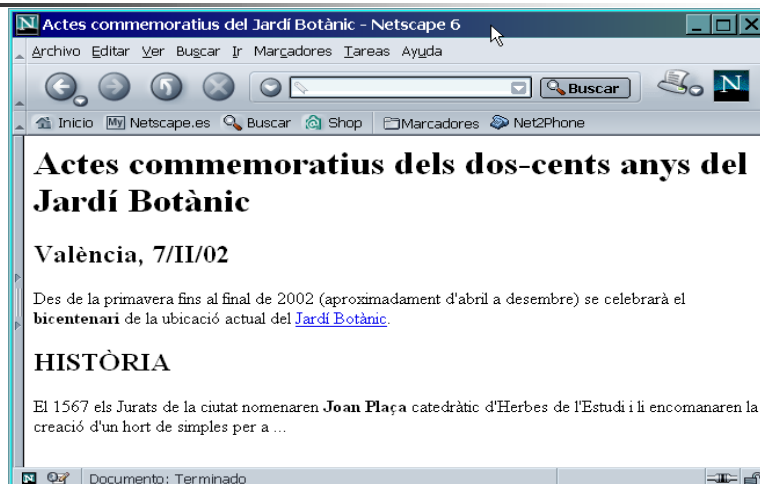 Actes commemoratius del Jardí Botànic - Netscape 6
Archivo Editar Ver Buscar Ir Marcadores Tareas Ayuda
Buscar N
Inicio My Netscape.es Buscar Shop Marcadores Net2Phone
Actes commemoratius dels dos-cents anys del
Jardí Botànic
València, 7/II/02
Des de la primavera fins al final de 2002 (aproximadament d'abril a desembre) se celebrarà el
bicentenari de la ubicació actual del Jardí Botànic.
HISTÒRIA
El 1567 els Jurats de la ciutat nomenaren Joan Plaça catedràtic d'Herbes de l'Estudi i li encomanaren la
creació d'un hort de simples per a ...
Documento: Terminado